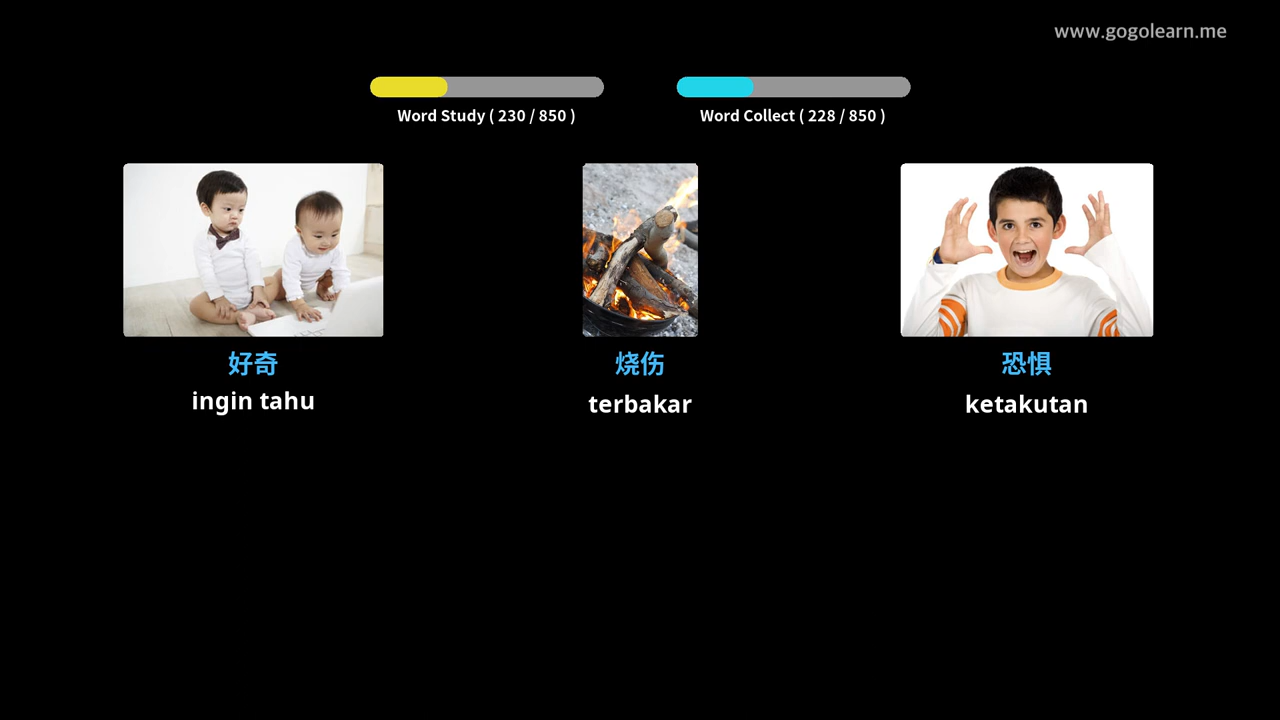 www.gogolearn.me
Word Study ( 230 / 850 )
Word Collect ( 228 / 850 )
好奇
烧伤
恐惧
ingin tahu
terbakar
ketakutan